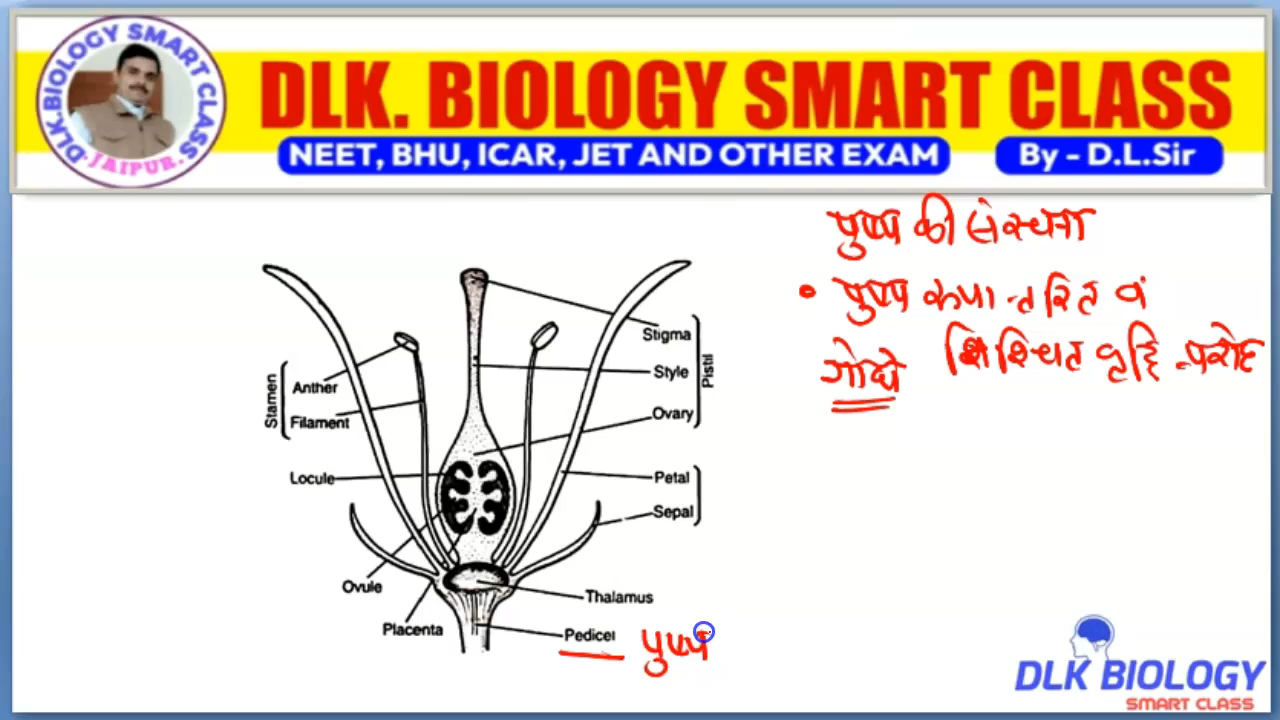 DLK.BIOLOGY SMART CLASS
JAIPUR.
DLK. BIOLOGY SMART CLASS
NEET, BHU, ICAR, JET AND OTHER EXAM
By - D.L.Sir
पुष्प की संरचना
• पुष्प रूपान्तरित व
गोथे
वृद्धि प्ररोह
Stigma
Style
Ovary
Pistil
Stamen
Anther
Filament
Locule
Petal
Sepal
Ovule
Placenta
Thalamus
Pedicel पुष्प
DLK BIOLOGY
SMART CLASS